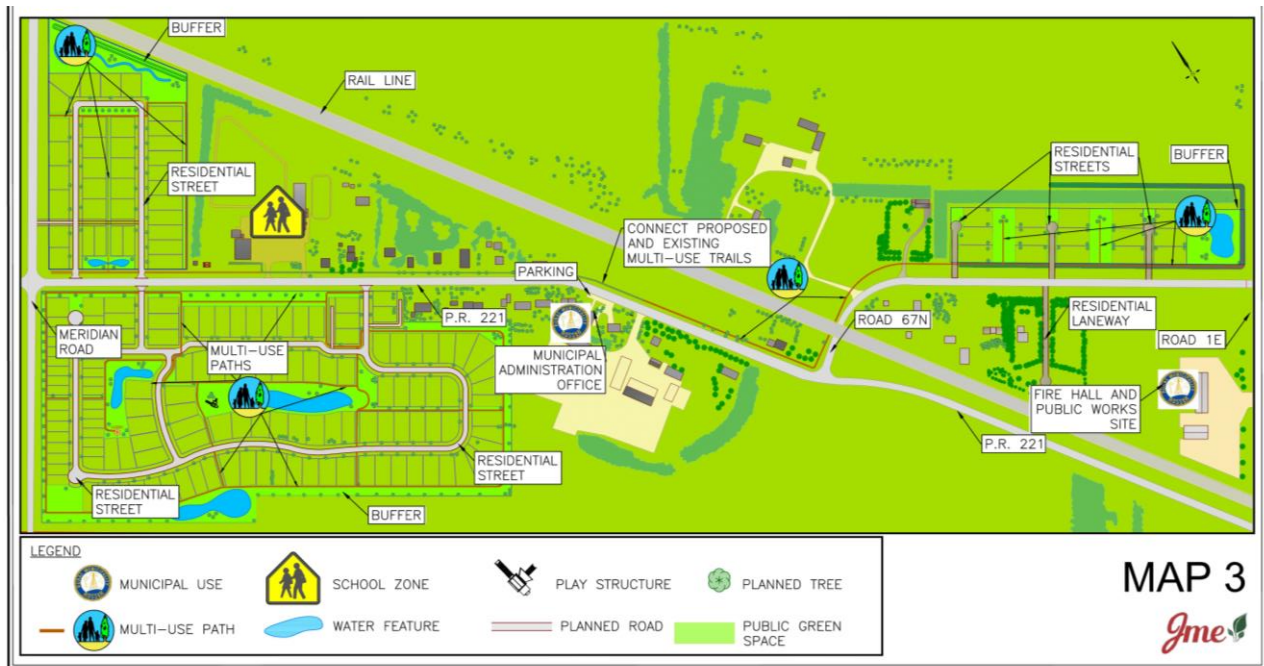 BUFFER
RAIL LINE
RESIDENTIAL
STREET
RESIDENTIAL
STREETS
BUFFER
CONNECT PROPOSED
AND EXISTING
MULTI-USE TRAILS
PARKING
MERIDIAN
ROAD
MULTI-USE
PATHS
P.R. 221
MUNICIPAL
ADMINISTRATION
OFFICE
ROAD 67N
RESIDENTIAL
LANEWAY
ROAD 1E
FIRE HALL AND
PUBLIC WORKS
SITE
P.R. 221
RESIDENTIAL
STREET
RESIDENTIAL
STREET
BUFFER
LEGEND
MUNICIPAL USE
SCHOOL ZONE
PLAY STRUCTURE
PLANNED TREE
MULTI-USE PATH
WATER FEATURE
PLANNED ROAD
PUBLIC GREEN
SPACE
MAP 3
Jme